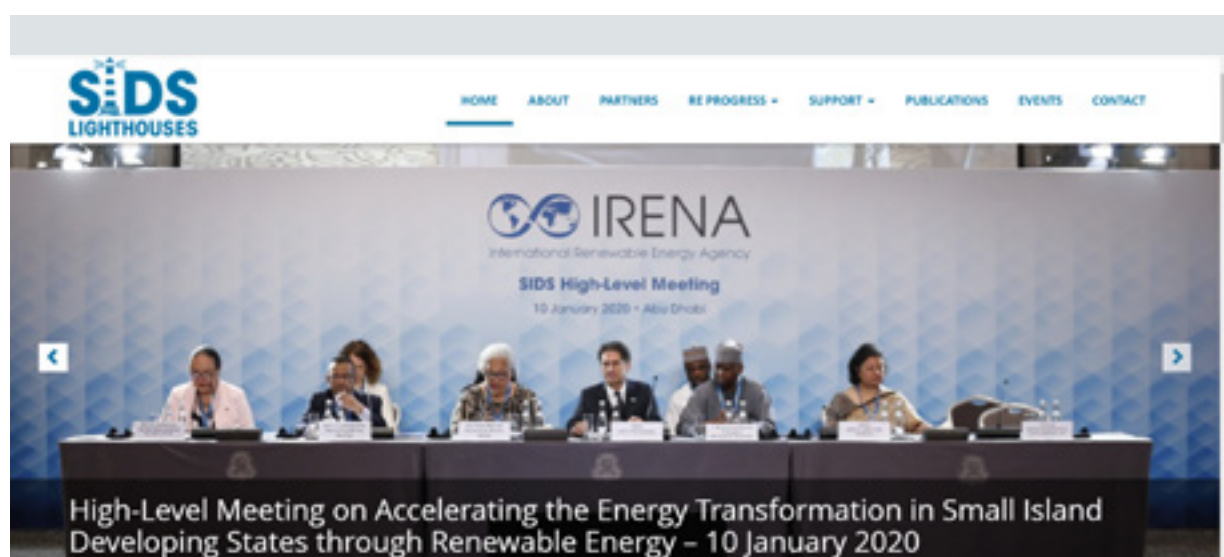 SIDS
LIGHTHOUSES
HOME ABOUT PARTNERS RE PROGRESS SUPPORT PUBLICATIONS EVENTS CONTACT
IRENA
International Renewable Energy Agency
SIDS High-Level Meeting
10 January 2020 • Abu Dhabi
High-Level Meeting on Accelerating the Energy Transformation in Small Island
Developing States through Renewable Energy – 10 January 2020